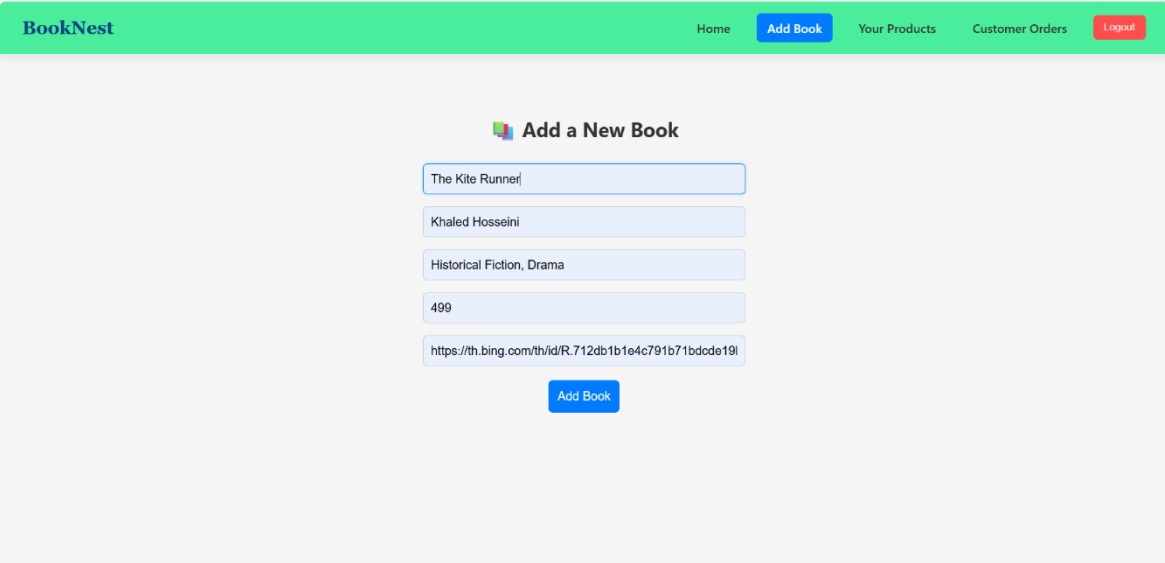 BookNest
Home Add Book Your Products Customer Orders Logout
Add a New Book
The Kite Runner
Khaled Hosseini
Historical Fiction, Drama
499
https://th.bing.com/th/id/R.712db1b1e4c791b71bdcde19
Add Book